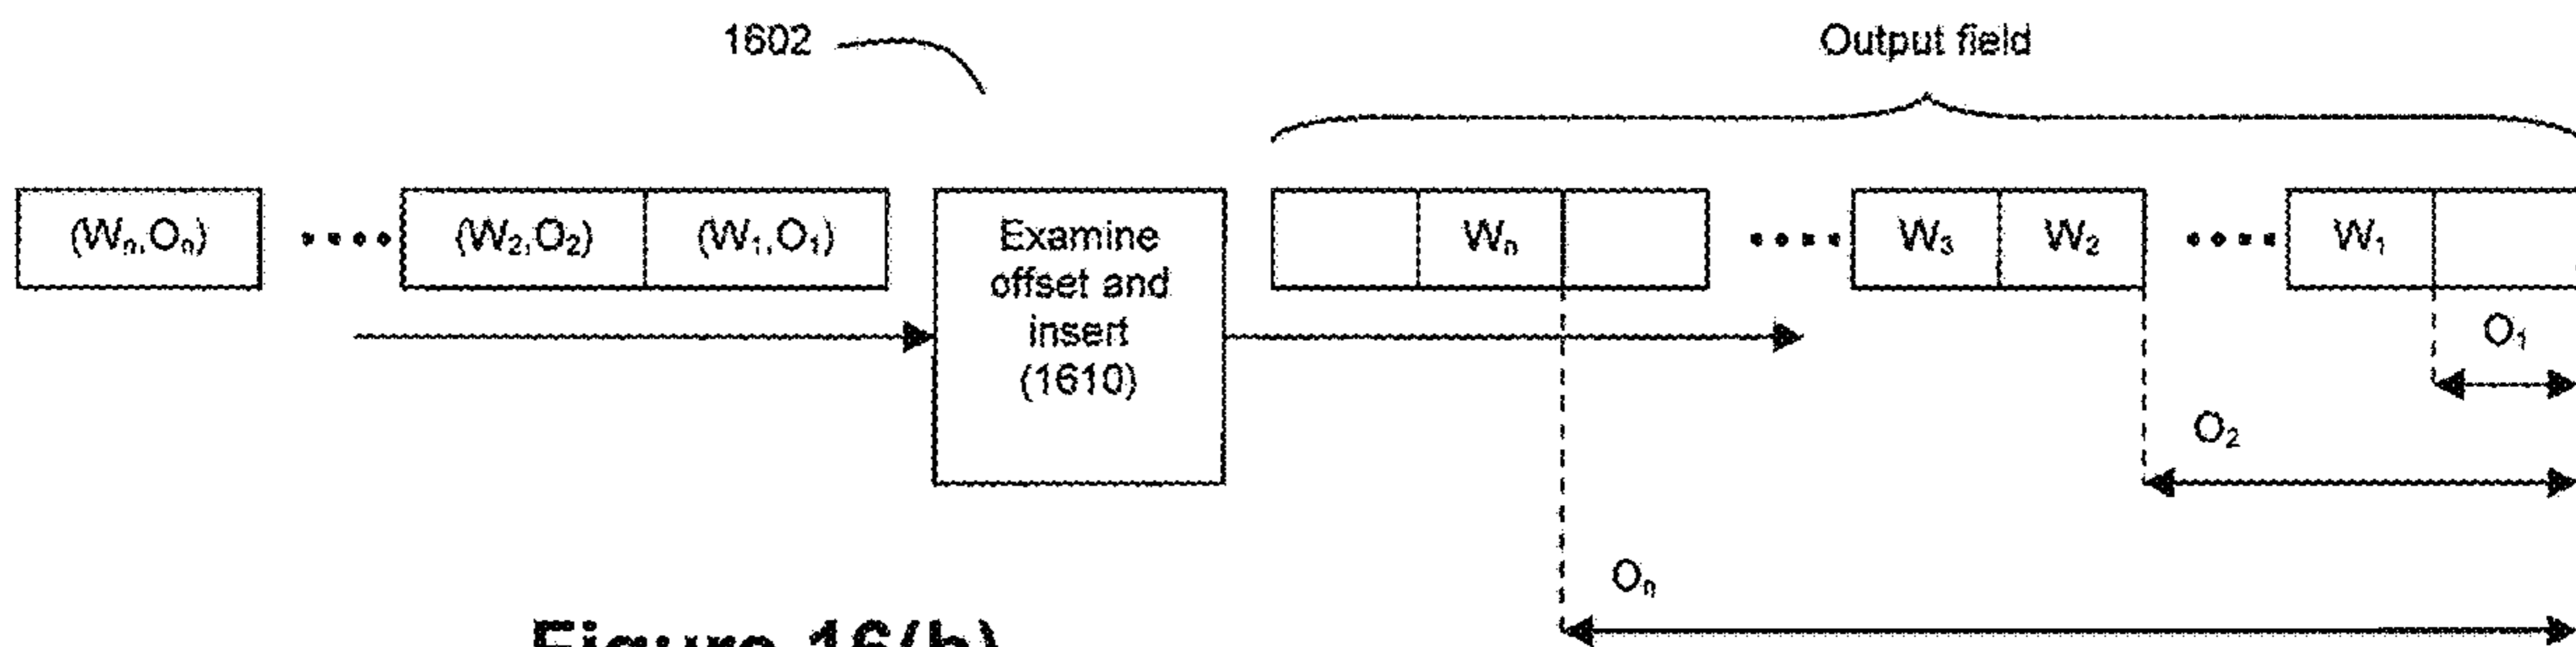 1602
Output field
(Wn,On) (W2,O2) (W1,O1)
Examine
offset and
insert
(1610)
Wn W3 W2 W1
O1
O2
On
Figure 16(b)